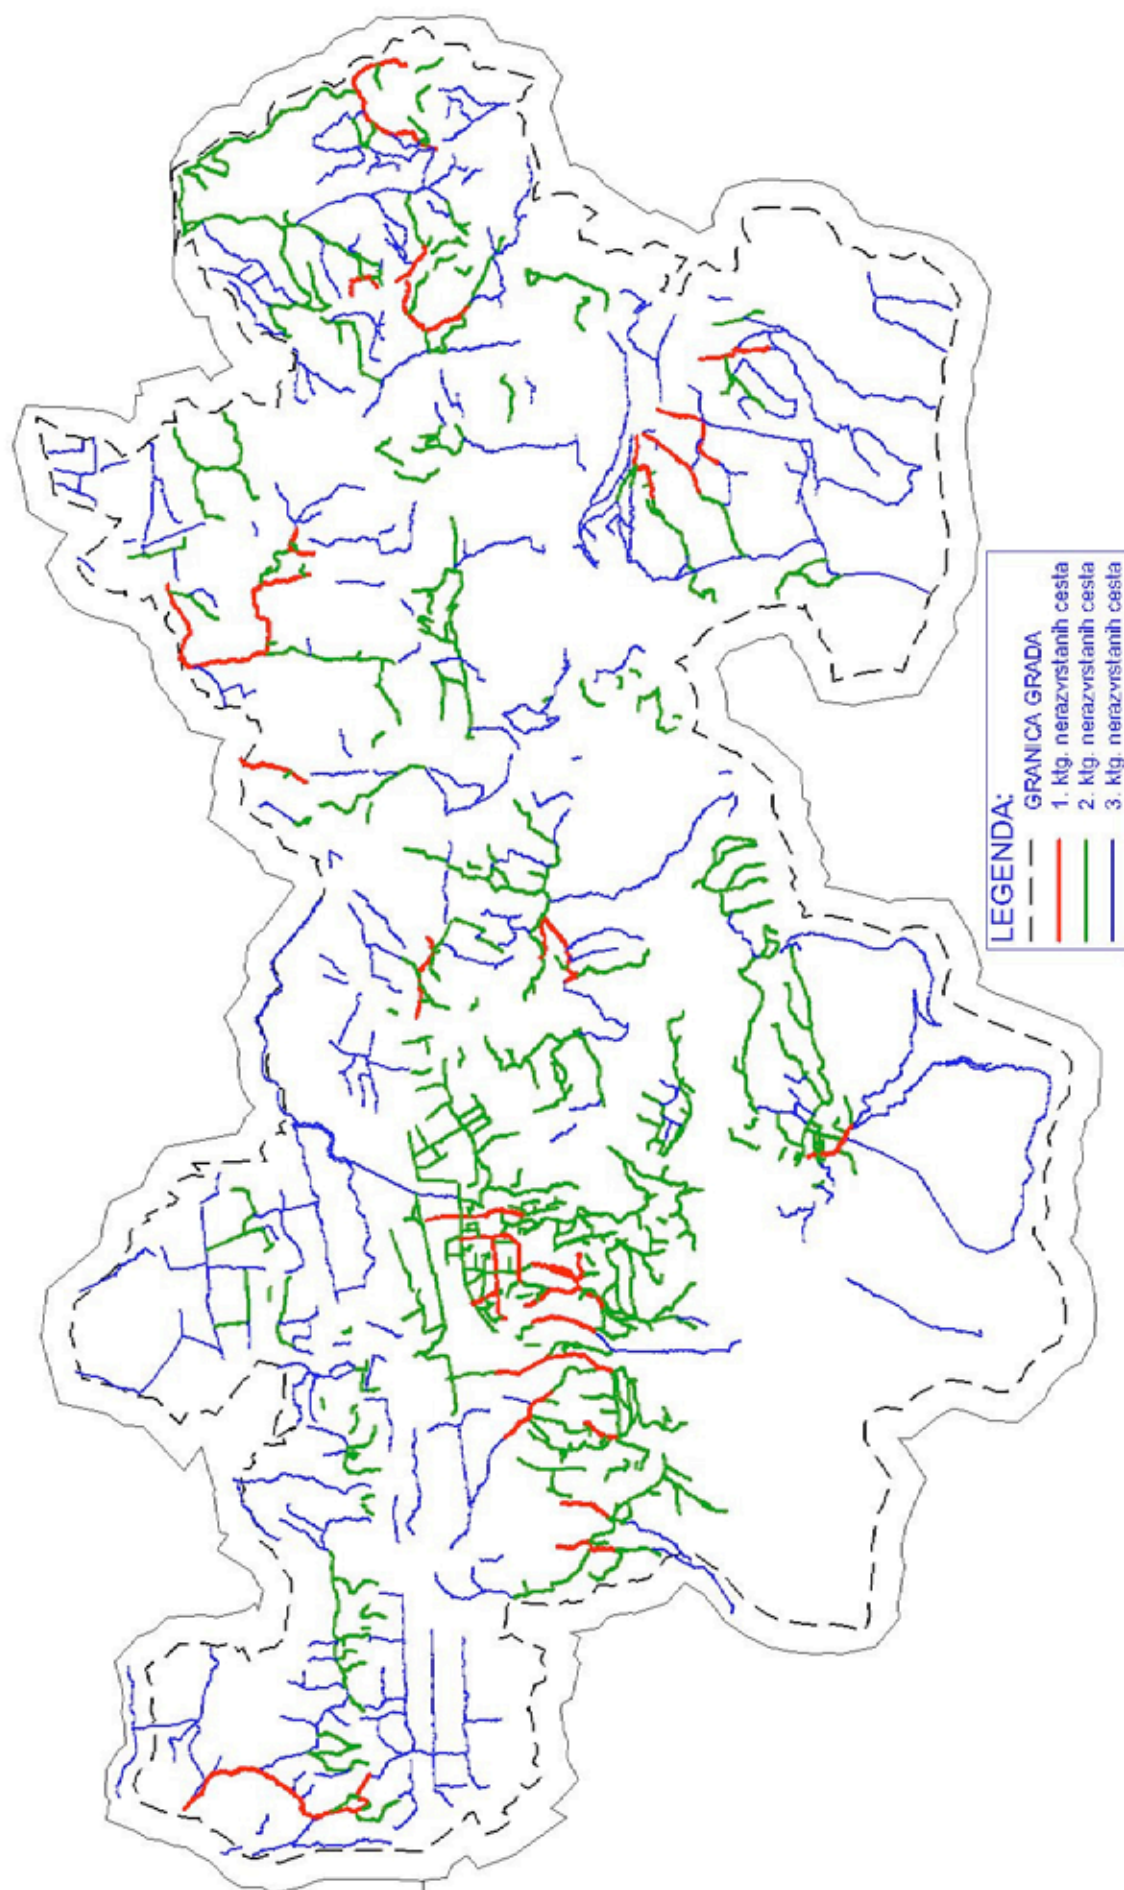 LEGENDA:
GRANICA GRADA
1. ktg. nerazvrstanih cesta
2. ktg. nerazvrstanih cesta
3. ktg. nerazvrstanih cesta